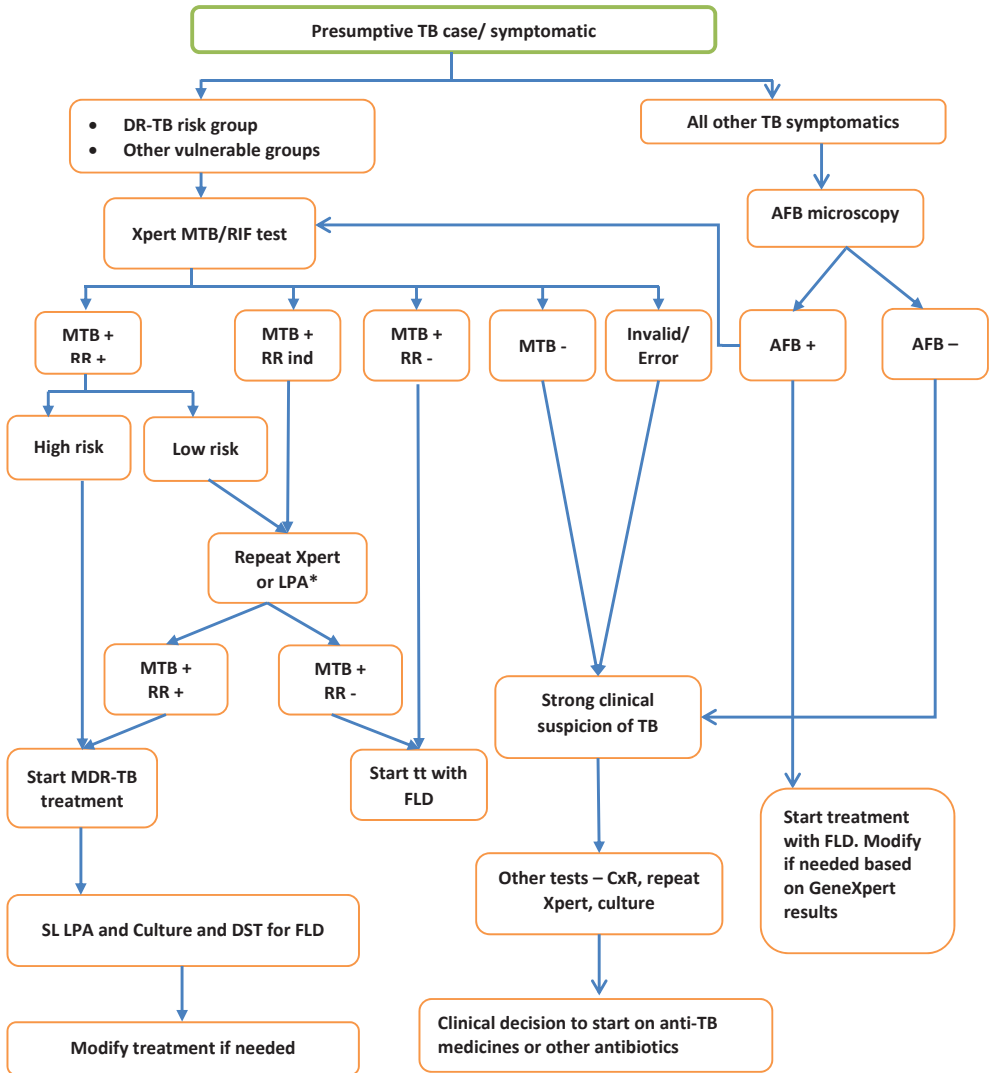 Presumptive TB case/ symptomatic
• DR-TB risk group
• Other vulnerable groups
All other TB symptomatics
Xpert MTB/RIF test
AFB microscopy
MTB +
RR +
MTB +
RR ind
MTB +
RR -
MTB -
Invalid/
Error
AFB +
AFB –
High risk
Low risk
Repeat Xpert
or LPA*
MTB +
RR +
MTB +
RR -
Strong clinical
suspicion of TB
Start MDR-TB
treatment
Start tt with
FLD
Start treatment
with FLD. Modify
if needed based
on GeneXpert
results
Other tests – CxR, repeat
Xpert, culture
SL LPA and Culture and DST for FLD
Clinical decision to start on anti-TB
medicines or other antibiotics
Modify treatment if needed